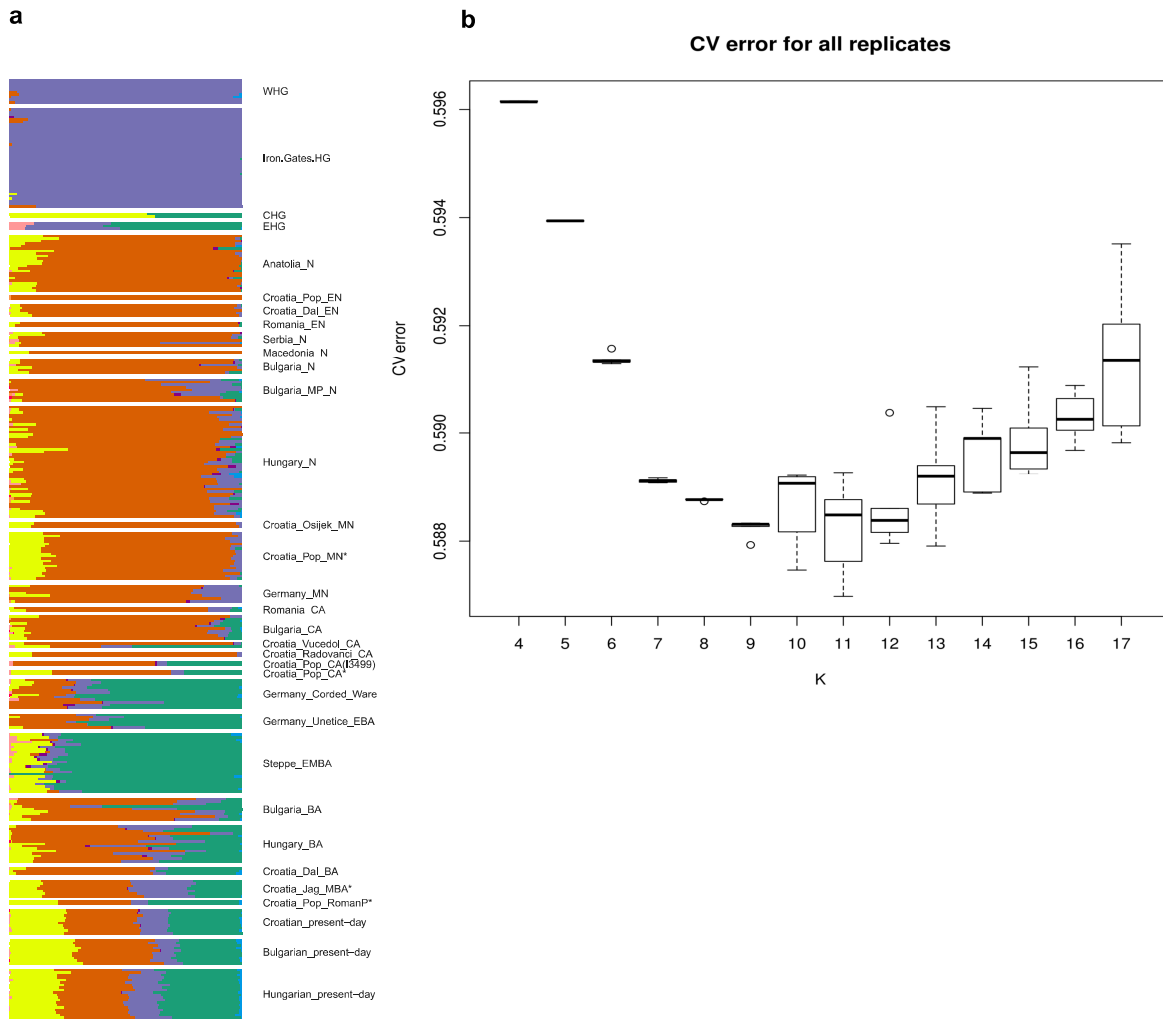 a
WHG
Iron.Gates.HG
CHG
EHG
Anatolia_N
Croatia_Pop_EN
Croatia_Dal_EN
Romania_EN
Serbia_N
Macedonia_N
Bulgaria_N
Bulgaria_MP_N
Hungary_N
Croatia_Osijek_MN
Croatia_Pop_MN*
Germany_MN
Romania_CA
Bulgaria_CA
Croatia_Vucedol_CA
Croatia_Radovanci_CA
Croatia_Pop_CA(I3499)
Croatia_Pop_CA*
Germany_Corded_Ware
Germany_Unetice_EBA
Steppe_EMBA
Bulgaria_BA
Hungary_BA
Croatia_Dal_BA
Croatia_Jag_MBA*
Croatia_Pop_RomanP*
Croatian_present−day
Bulgarian_present−day
Hungarian_present−day
b
CV error for all replicates
CV error
0.596
0.594
0.592
0.590
0.588
4 5 6 7 8 9 10 11 12 13 14 15 16 17
K